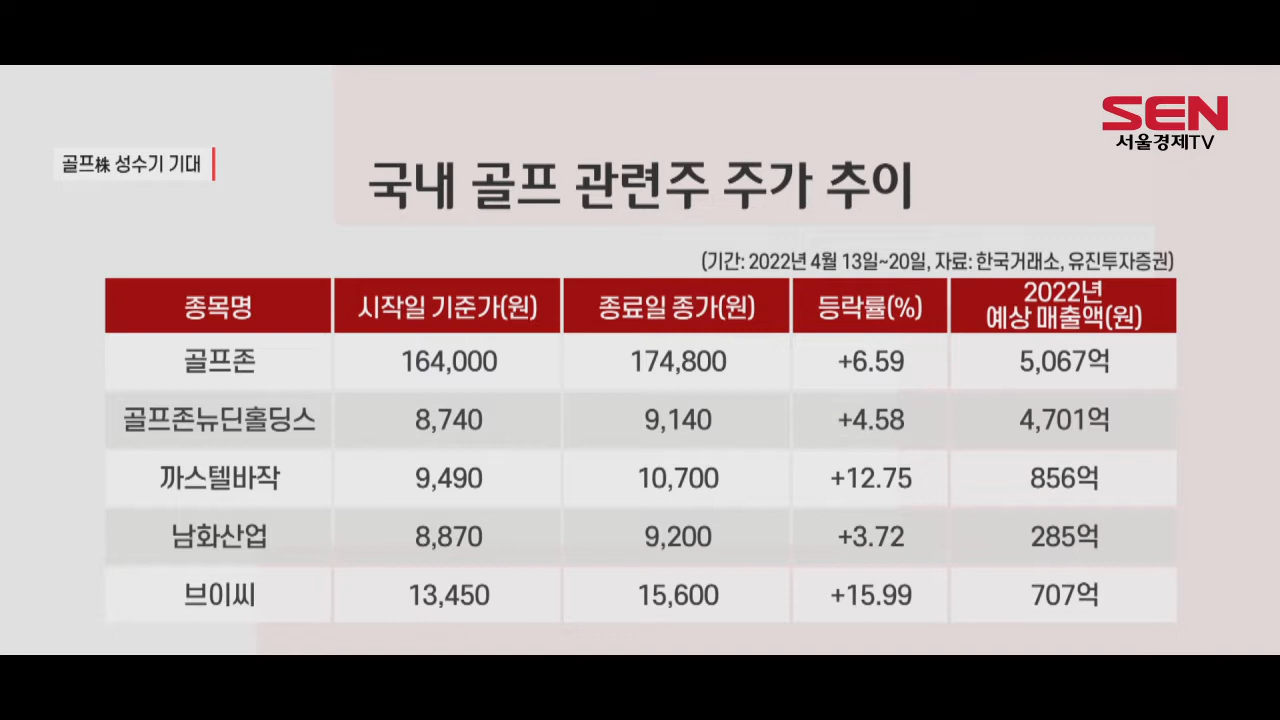 SEN
서울경제TV
골프株 성수기 기대
국내 골프 관련주 주가 추이
(기간: 2022년 4월 13일~20일, 자료: 한국거래소, 유진투자증권)
종목명 시작일 기준가(원) 종료일 종가(원) 등락률(%) 2022년 예상 매출액(원)
골프존 164,000 174,800 +6.59 5,067억
골프존뉴딘홀딩스 8,740 9,140 +4.58 4,701억
까스텔바작 9,490 10,700 +12.75 856억
남화산업 8,870 9,200 +3.72 285억
브이씨 13,450 15,600 +15.99 707억